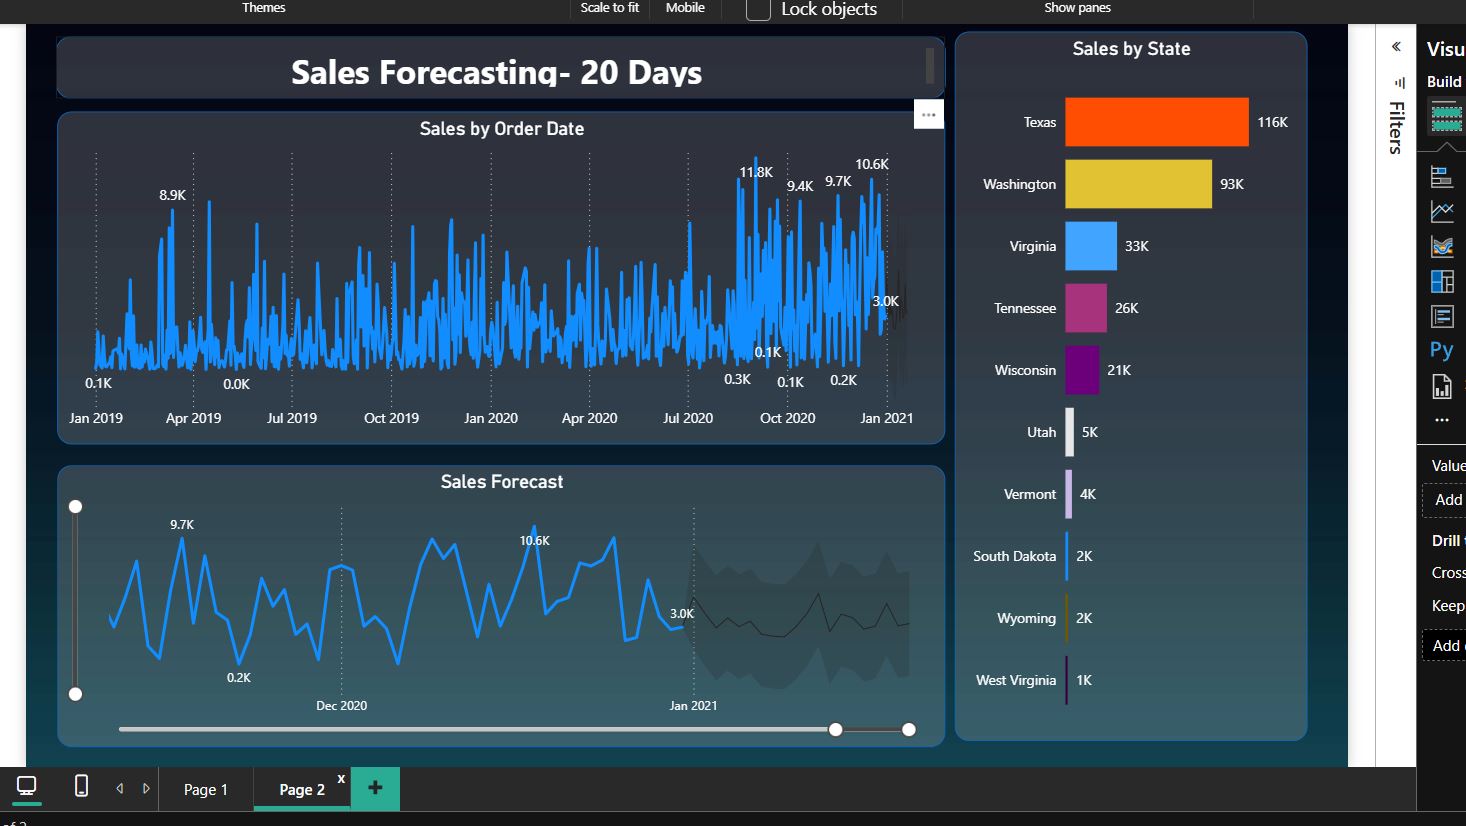 Themes
Scale to fit
Mobile
Lock objects
Show panes
Sales Forecasting- 20 Days
Sales by Order Date
8.9K
11.8K
9.4K
9.7K
10.6K
3.0K
0.1K
0.0K
0.3K
0.1K
0.1K
0.2K
Jan 2019
Apr 2019
Jul 2019
Oct 2019
Jan 2020
Apr 2020
Jul 2020
Oct 2020
Jan 2021
Sales Forecast
9.7K
10.6K
3.0K
0.2K
Dec 2020
Jan 2021
Sales by State
Texas 116K
Washington 93K
Virginia 33K
Tennessee 26K
Wisconsin 21K
Utah 5K
Vermont 4K
South Dakota 2K
Wyoming 2K
West Virginia 1K
Filters
Visu
Build
Py
Value
Add
Drill
Cross
Keep
Add
Page 1
Page 2
x
+